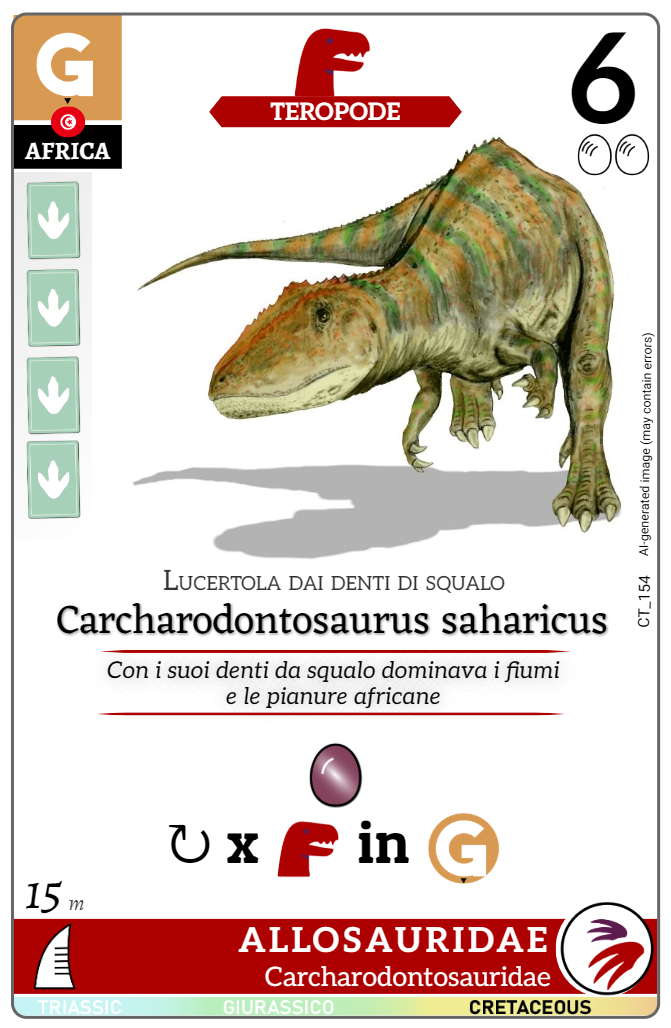 G
AFRICA
TEROPODE
6
AI-generated image (may contain errors)
CT_154
Lucertola dai denti di squalo
Carcharodontosaurus saharicus
Con i suoi denti da squalo dominava i fiumi
e le pianure africane
↻ x in G
15 m
ALLOSAURIDAE
Carcharodontosauridae
TRIASSIC GIURASSICO CRETACEOUS